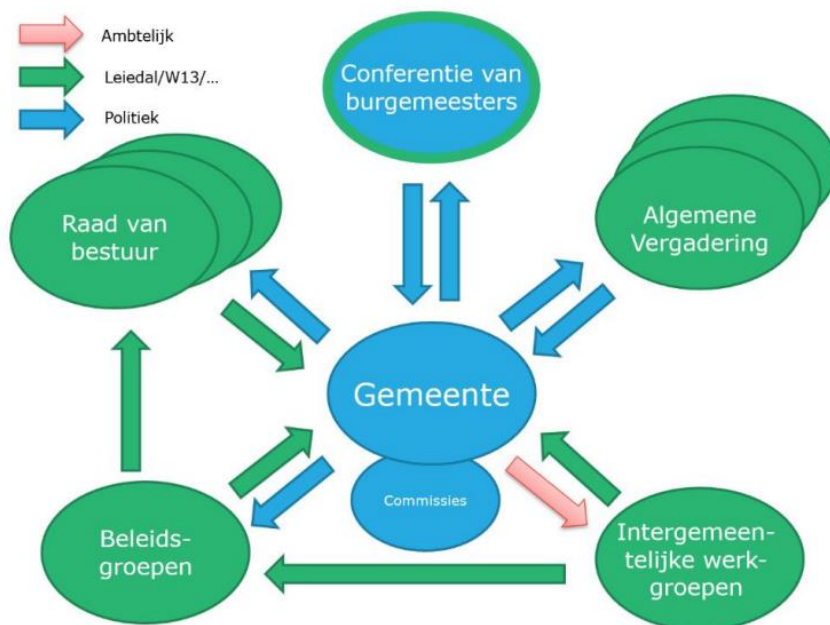 Ambtelijk
Leiedal/W13/...
Politiek
Conferentie van
burgemeesters
Raad van
bestuur
Algemene
Vergadering
Gemeente
Commissies
Beleids-
groepen
Intergemeen-
telijke werk-
groepen